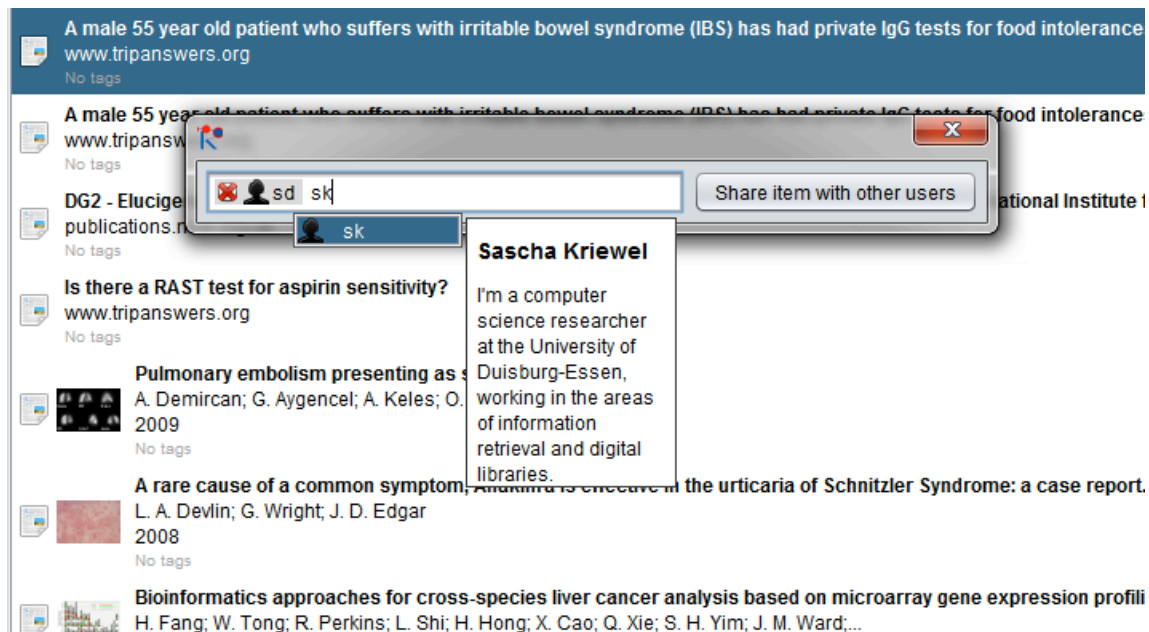 A male 55 year old patient who suffers with irritable bowel syndrome (IBS) has had private IgG tests for food intolerance
www.tripanswers.org
No tags
A male 55 year old patient who suffers with irritable bowel syndrome (IBS) has had private IgG tests for food intolerance
www.tripansw
No tags
sd sk
Share item with other users
sk
DG2 - Elucige
ational Institute f
publications.n
No tags
Sascha Kriewel
I'm a computer
science researcher
at the University of
Duisburg-Essen,
working in the areas
of information
retrieval and digital
libraries.
Is there a RAST test for aspirin sensitivity?
www.tripanswers.org
No tags
Pulmonary embolism presenting as s
A. Demircan; G. Aygencel; A. Keles; O.
2009
No tags
A rare cause of a common symptom; Anakinra is effective in the urticaria of Schnitzler Syndrome: a case report.
L. A. Devlin; G. Wright; J. D. Edgar
2008
No tags
Bioinformatics approaches for cross-species liver cancer analysis based on microarray gene expression profili
H. Fang; W. Tong; R. Perkins; L. Shi; H. Hong; X. Cao; Q. Xie; S. H. Yim; J. M. Ward;...